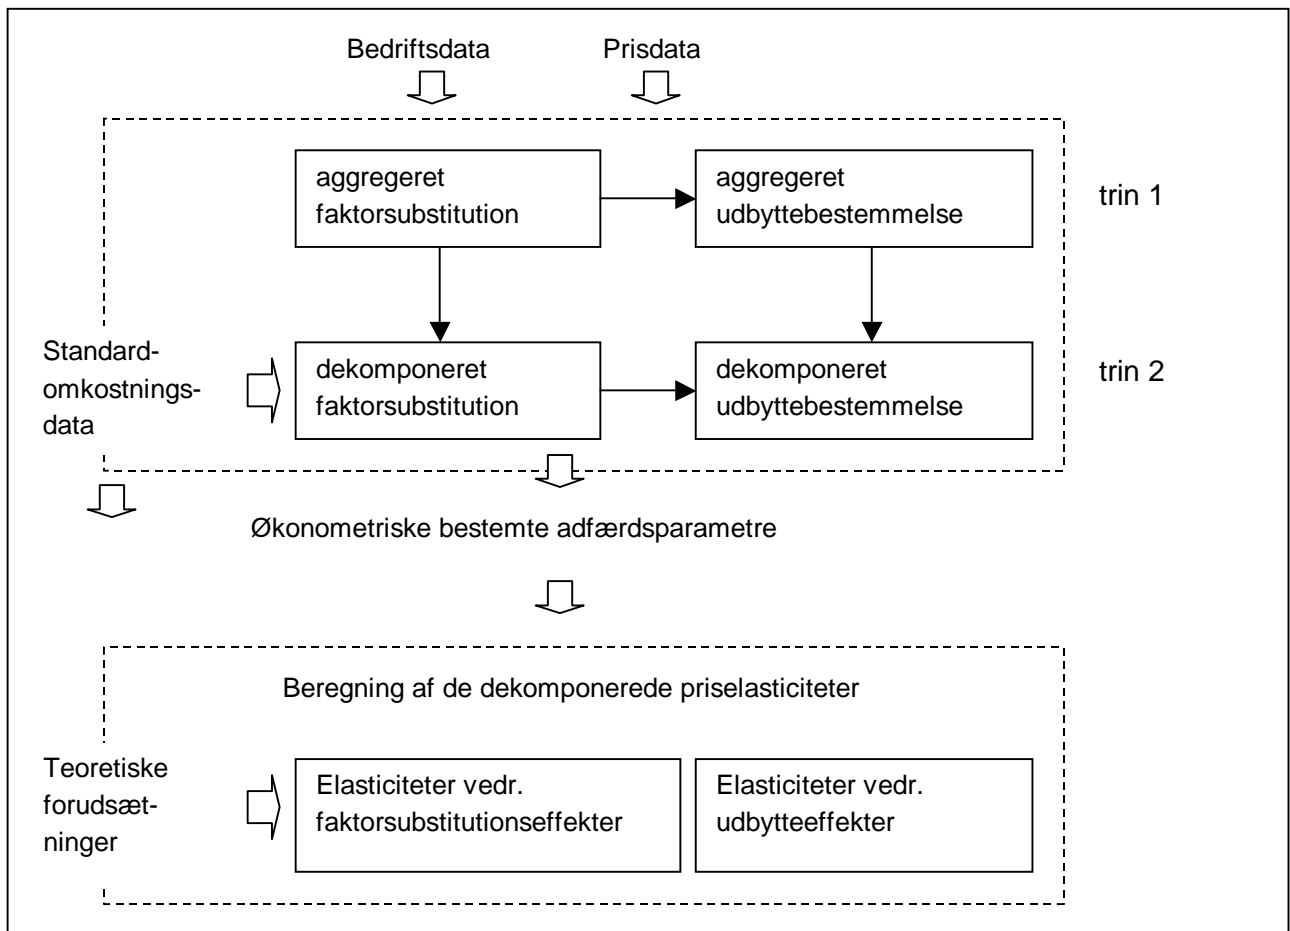 Bedriftsdata
Prisdata
aggregeret
faktorsubstitution
aggregeret
udbyttebestemmelse
trin 1
Standard-
omkostnings-
data
dekomponeret
faktorsubstitution
dekomponeret
udbyttebestemmelse
trin 2
Økonometriske bestemte adfærdsparametre
Beregning af de dekomponerede priselasticiteter
Teoretiske
forudsæt-
ninger
Elasticiteter vedr.
faktorsubstitutionseffekter
Elasticiteter vedr.
udbytteeffekter